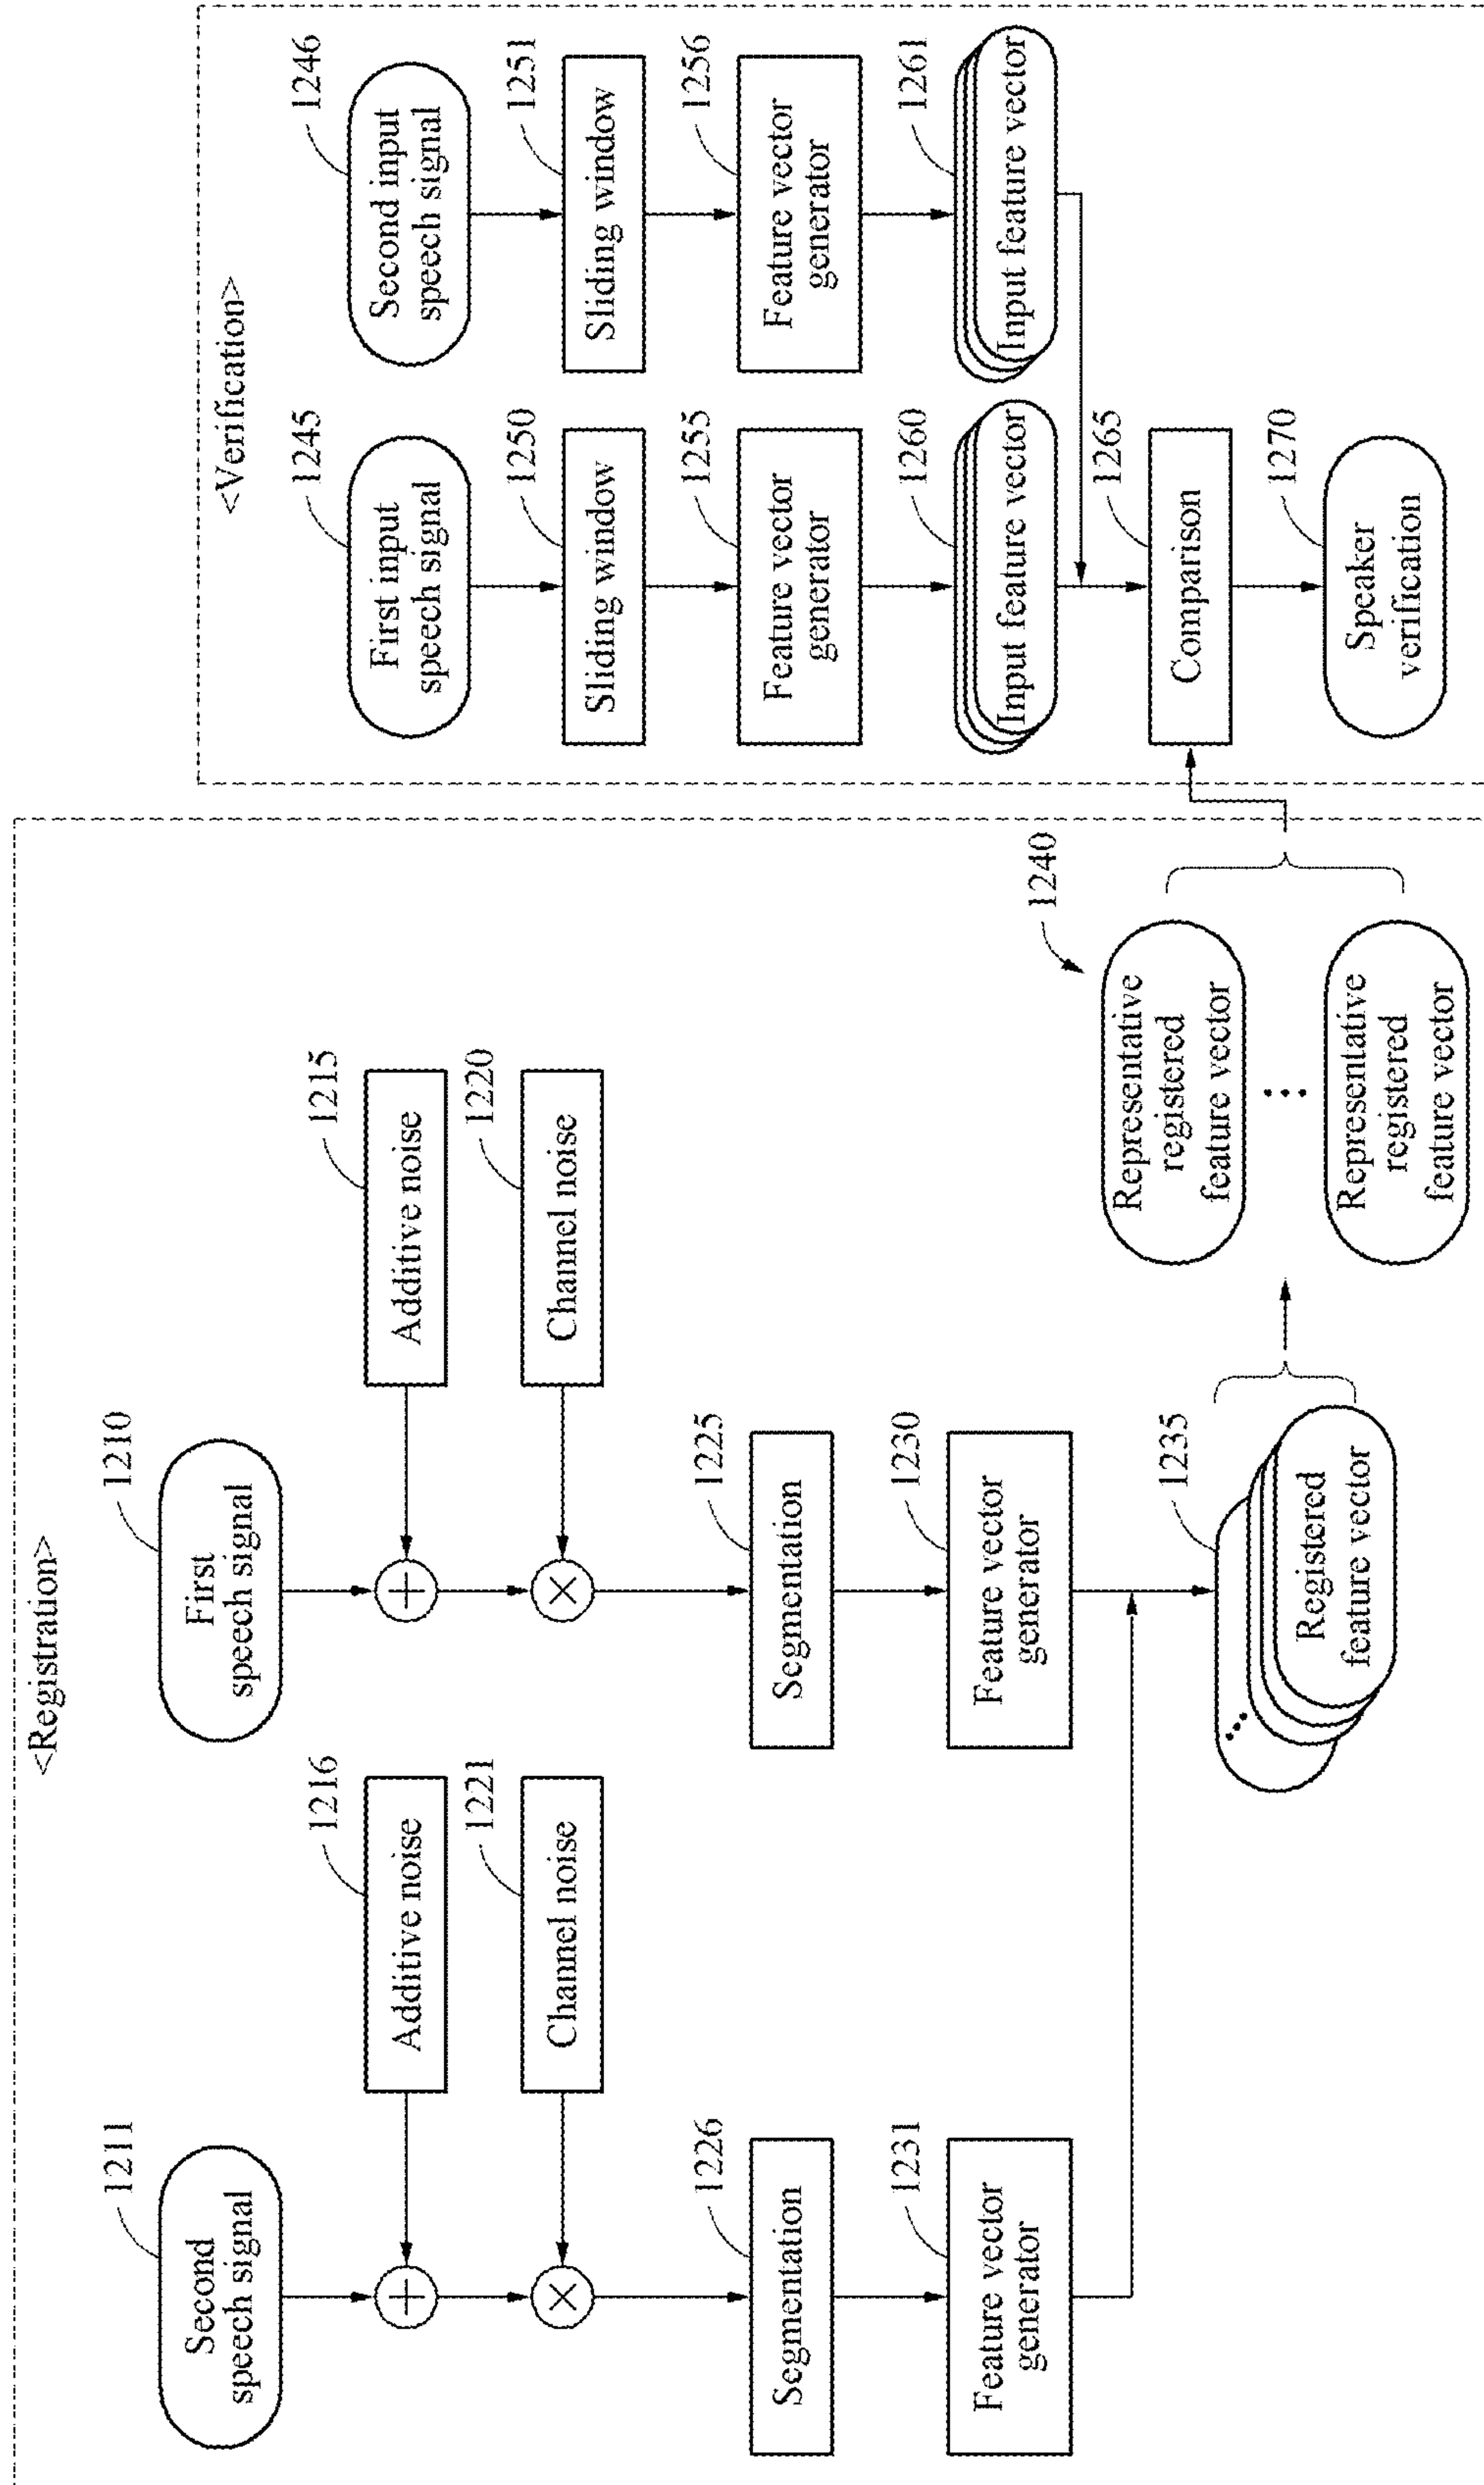 <Registration>
1211
Second
speech signal
1216
Additive noise
1221
Channel noise
1226
Segmentation
1231
Feature vector
generator
1210
First
speech signal
1215
Additive noise
1220
Channel noise
1225
Segmentation
1230
Feature vector
generator
1235
Registered
feature vector
1240
Representative
registered
feature vector
Representative
registered
feature vector
<Verification>
1245
First input
speech signal
1250
Sliding window
1255
Feature vector
generator
1260
Input feature vector
1246
Second input
speech signal
1251
Sliding window
1256
Feature vector
generator
1261
Input feature vector
1265
Comparison
1270
Speaker
verification